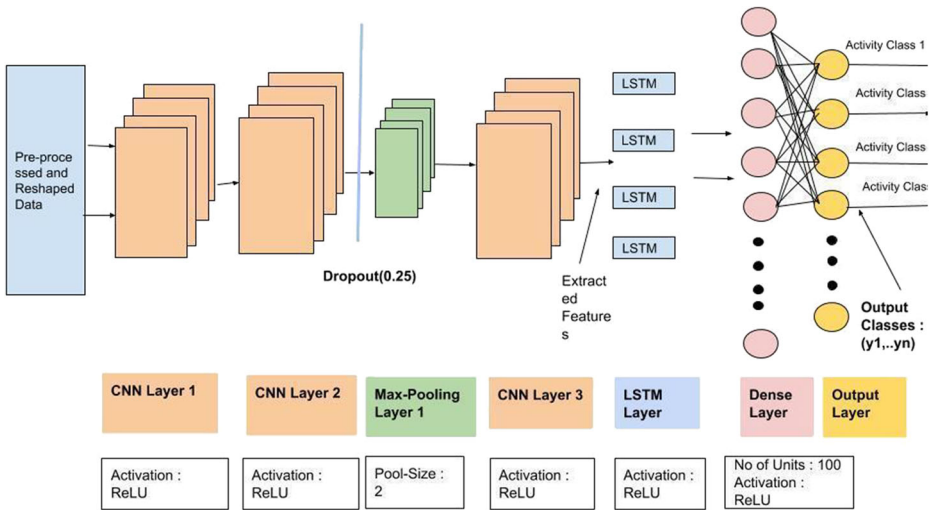 Pre-proce
ssed and
Reshaped
Data
Dropout(0.25)
Extract
ed
Feature
s
LSTM
LSTM
LSTM
LSTM
Activity Class 1
Activity Class
Activity Class
Activity Class
Output
Classes :
(y1,..yn)
CNN Layer 1
CNN Layer 2
Max-Pooling
Layer 1
CNN Layer 3
LSTM
Layer
Dense
Layer
Output
Layer
Activation :
ReLU
Activation :
ReLU
Pool-Size :
2
Activation :
ReLU
Activation :
ReLU
No of Units : 100
Activation :
ReLU